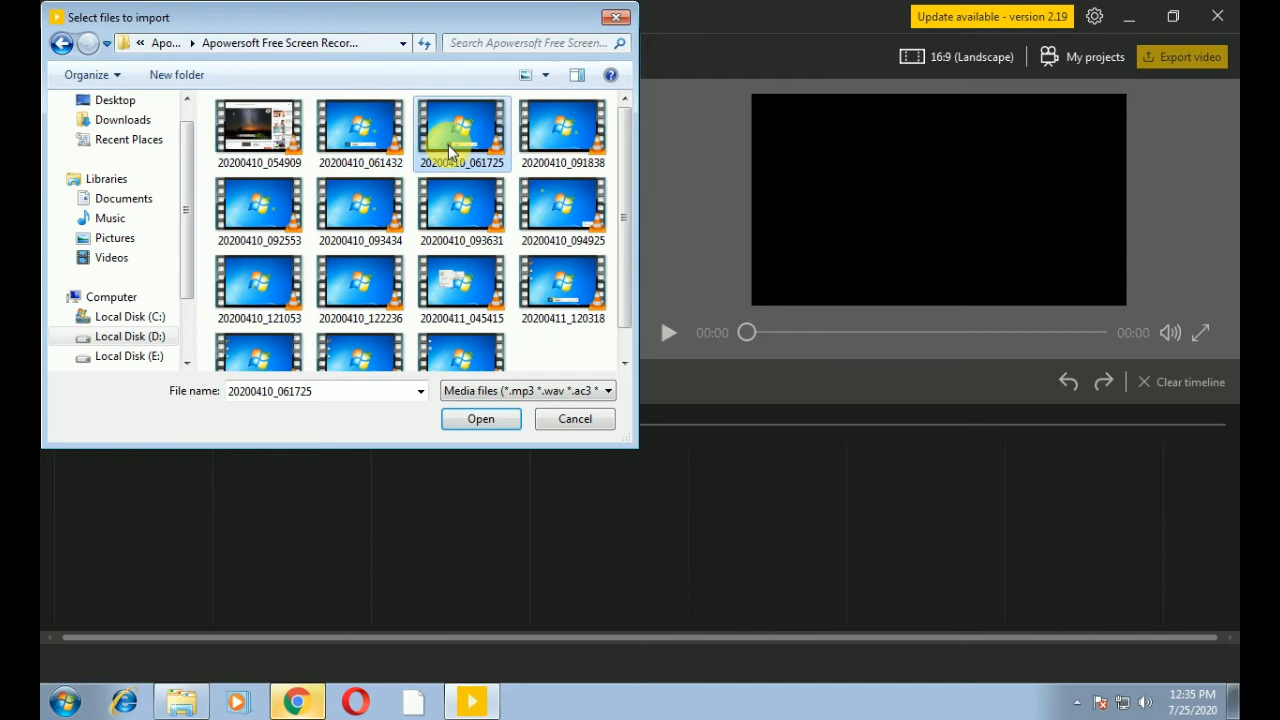 Select files to import
Update available - version 2.19
« Apo... Apowersoft Free Screen Recor...
Search Apowersoft Free Screen...
16:9 (Landscape)
My projects
Export video
Organize
New folder
Desktop
Downloads
Recent Places
Libraries
Documents
Music
Pictures
Videos
Computer
Local Disk (C:)
Local Disk (D:)
Local Disk (E:)
20200410_054909
20200410_061432
20200410_061725
20200410_091838
20200410_092553
20200410_093434
20200410_093631
20200410_094925
20200410_121053
20200410_122236
20200411_045415
20200411_120318
00:00
00:00
File name: 20200410_061725
Media files (*.mp3 *.wav *.ac3 *
Open
Cancel
Clear timeline
12:35 PM
7/25/2020